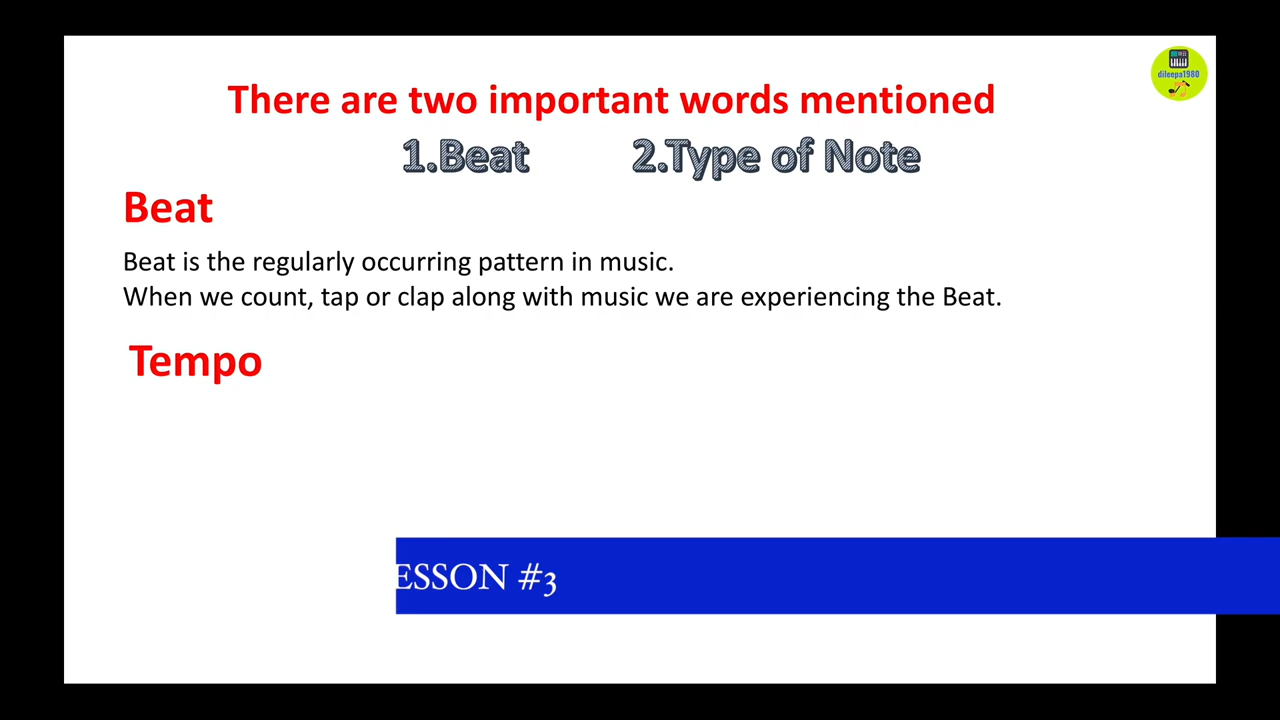 dileepa1980
There are two important words mentioned
1.Beat 2.Type of Note
Beat
Beat is the regularly occurring pattern in music.
When we count, tap or clap along with music we are experiencing the Beat.
Tempo
ESSON #3